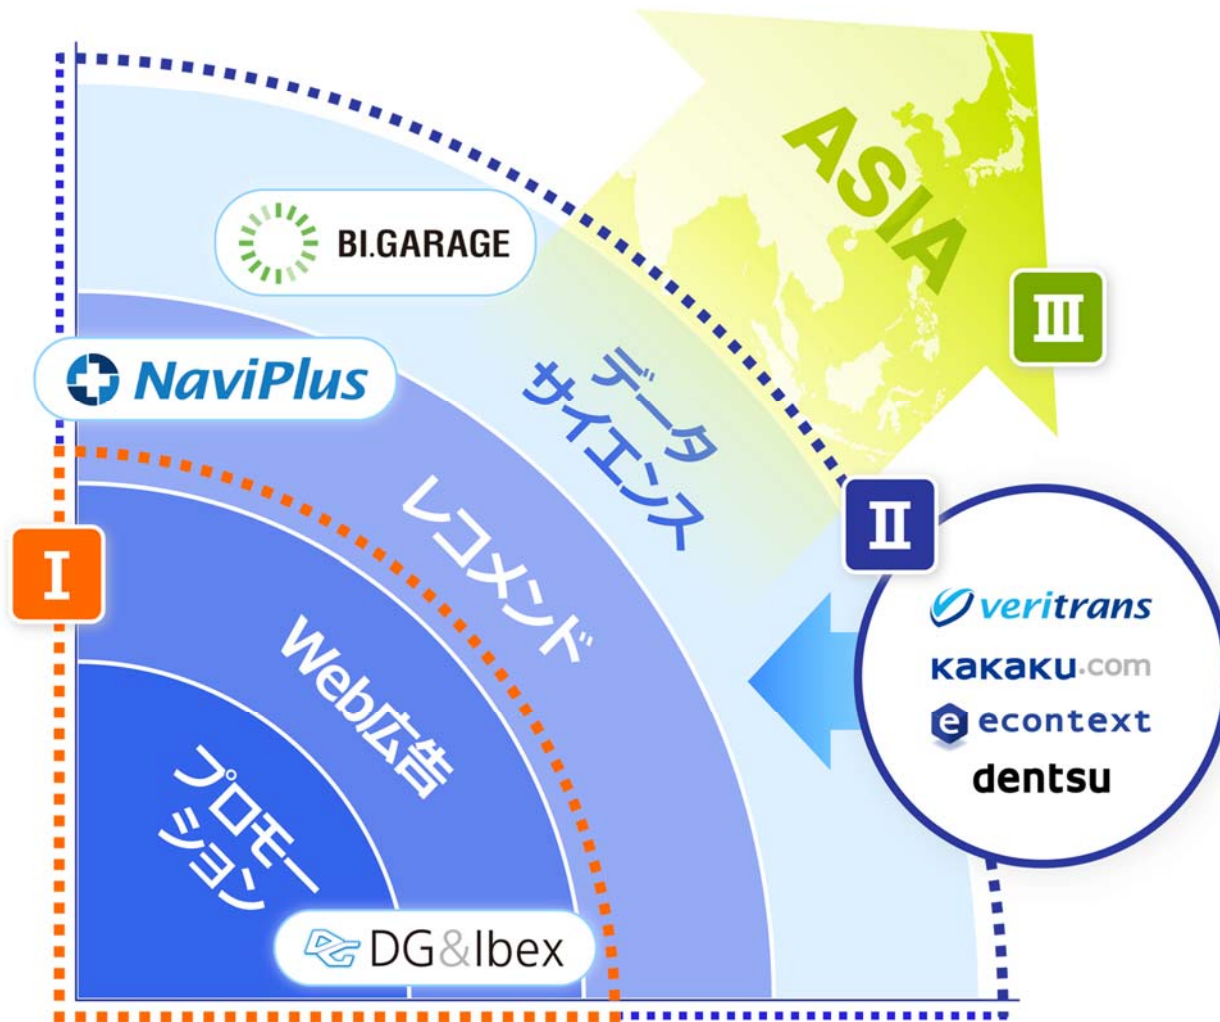 ASIA
III
BI.GARAGE
データ
サイエンス
NaviPlus
レコメンド
II
I
veritrans
Web広告
kakaku.com
e econtext
dentsu
プロモー
ション
DG&Ibex